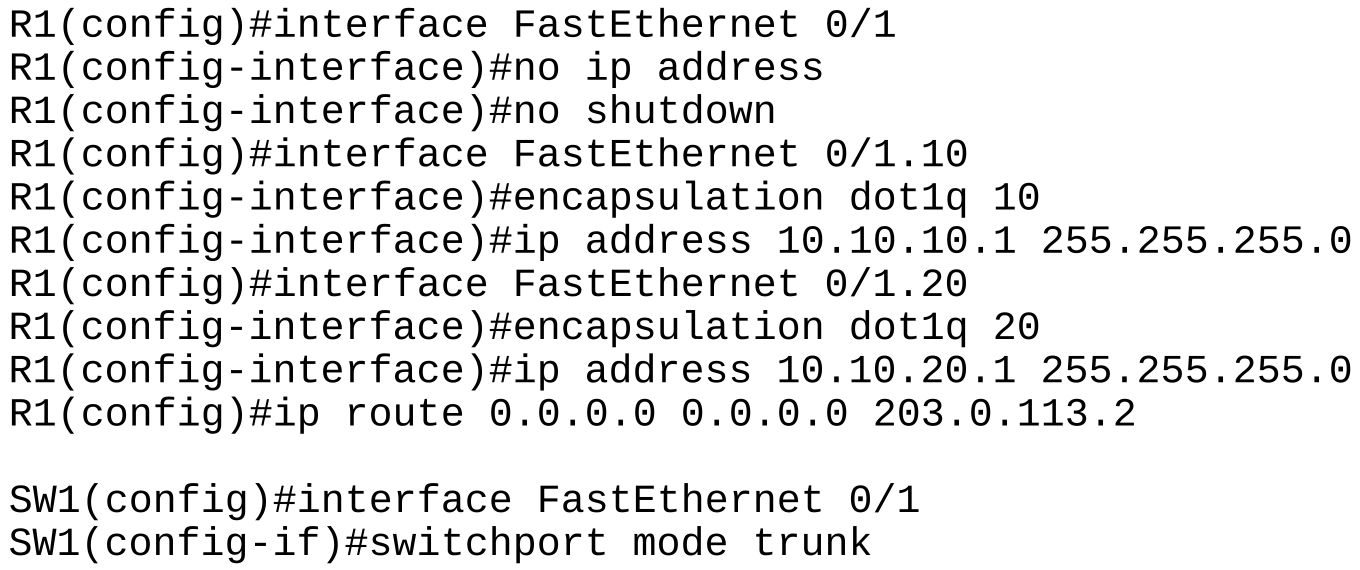 R1(config)#interface FastEthernet 0/1
R1(config-interface)#no ip address
R1(config-interface)#no shutdown
R1(config)#interface FastEthernet 0/1.10
R1(config-interface)#encapsulation dot1q 10
R1(config-interface)#ip address 10.10.10.1 255.255.255.0
R1(config)#interface FastEthernet 0/1.20
R1(config-interface)#encapsulation dot1q 20
R1(config-interface)#ip address 10.10.20.1 255.255.255.0
R1(config)#ip route 0.0.0.0 0.0.0.0 203.0.113.2
SW1(config)#interface FastEthernet 0/1
SW1(config-if)#switchport mode trunk